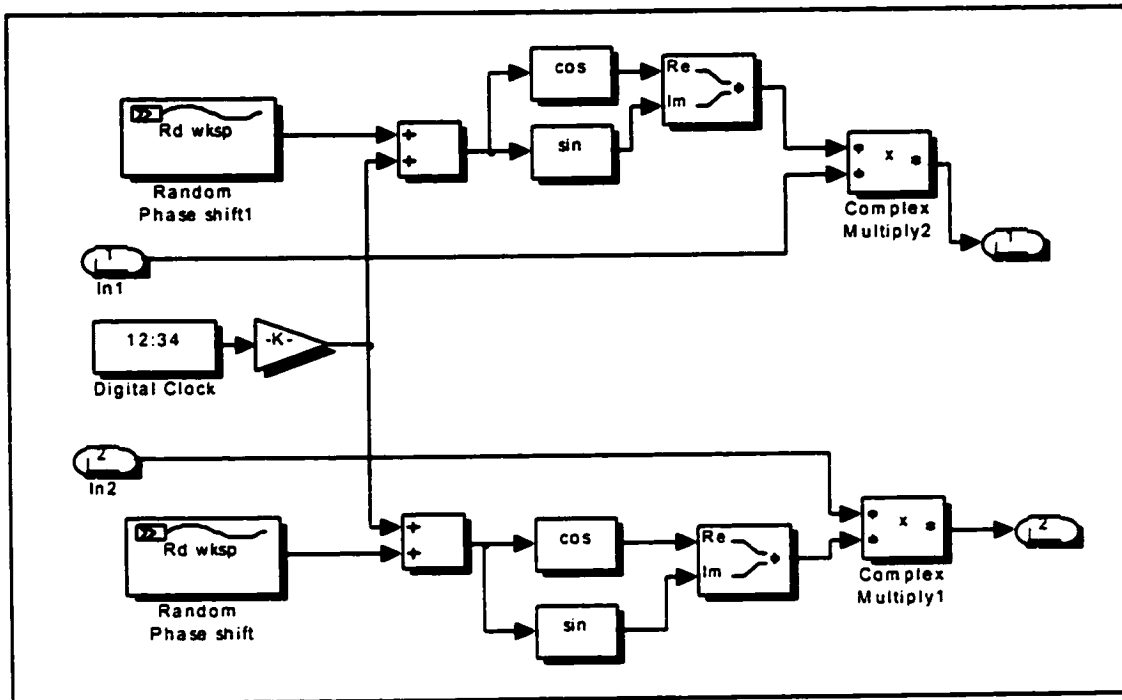 cos
Re
Im
Rd wksp
+
+
sin
x
Random
Phase shift1
Complex
Multiply2
1
1
In1
12:34
-K-
Digital Clock
2
In2
Rd wksp
+
+
cos
Re
Im
x
2
Random
Phase shift
sin
Complex
Multiply1